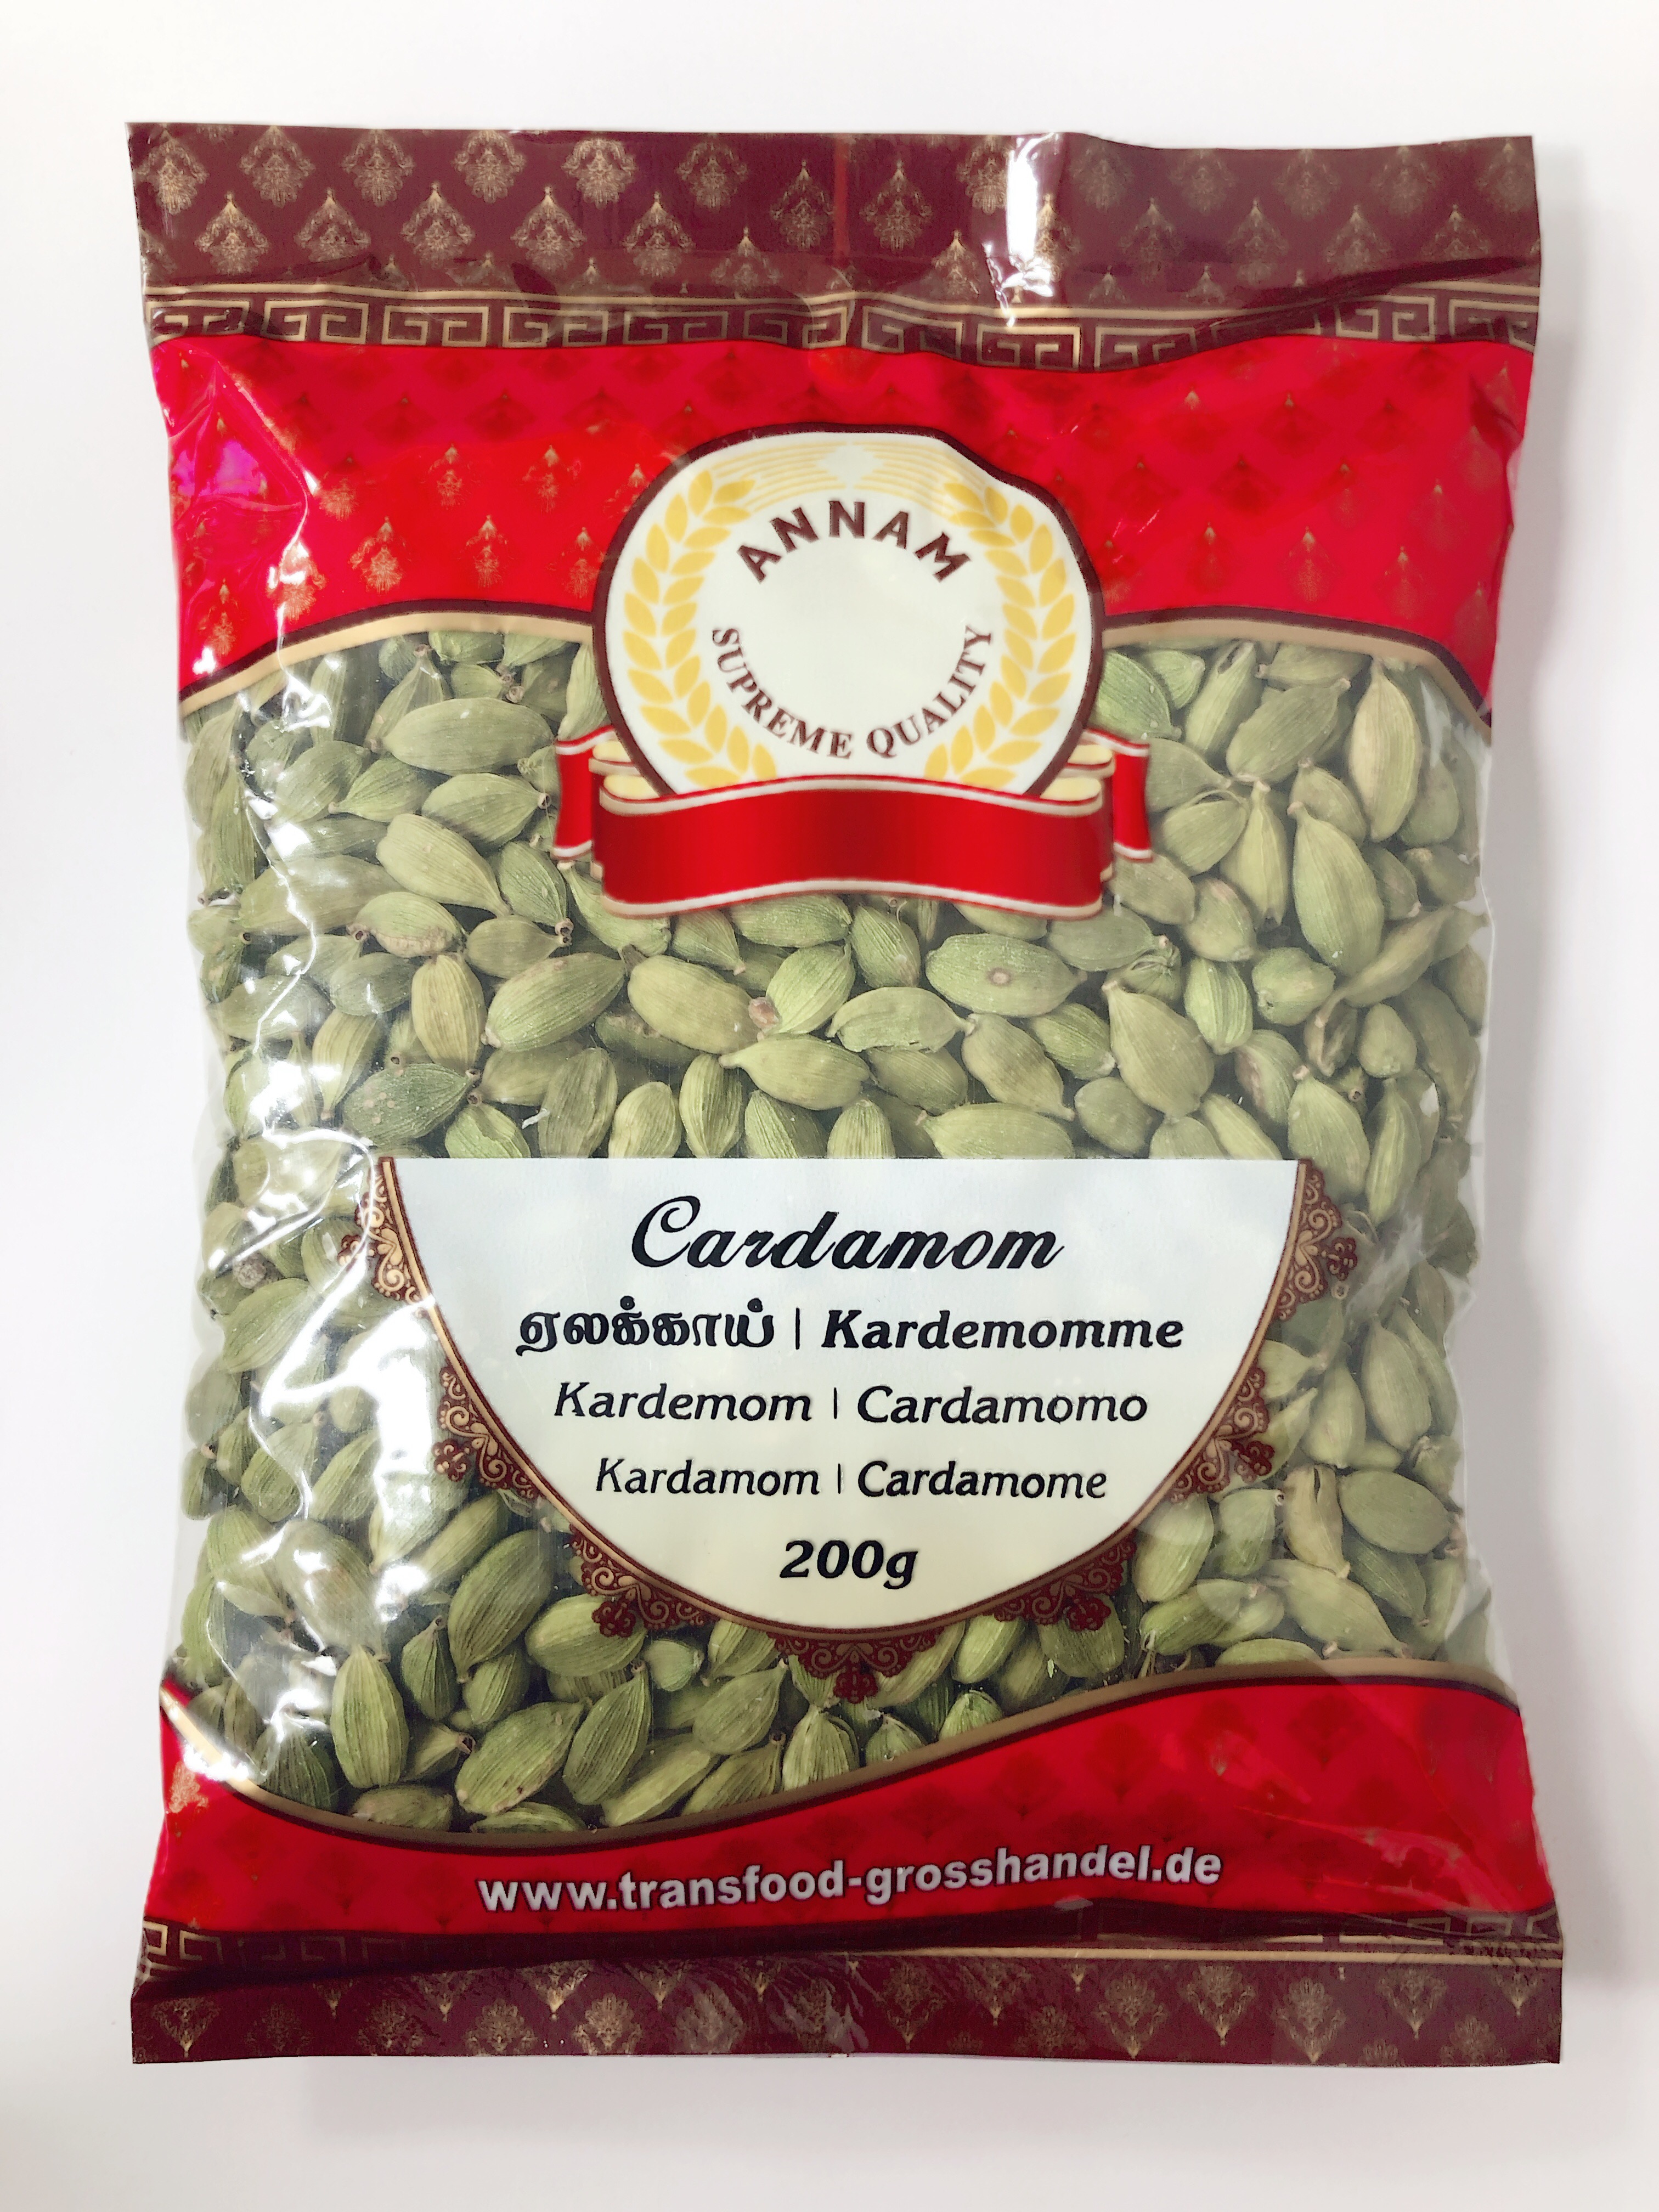 ANNAM
SUPREME QUALITY
Cardamom
ஏலக்காய் | Kardemomme
Kardemom | Cardamomo
Kardamom | Cardamome
200g
www.transfood-grosshandel.de